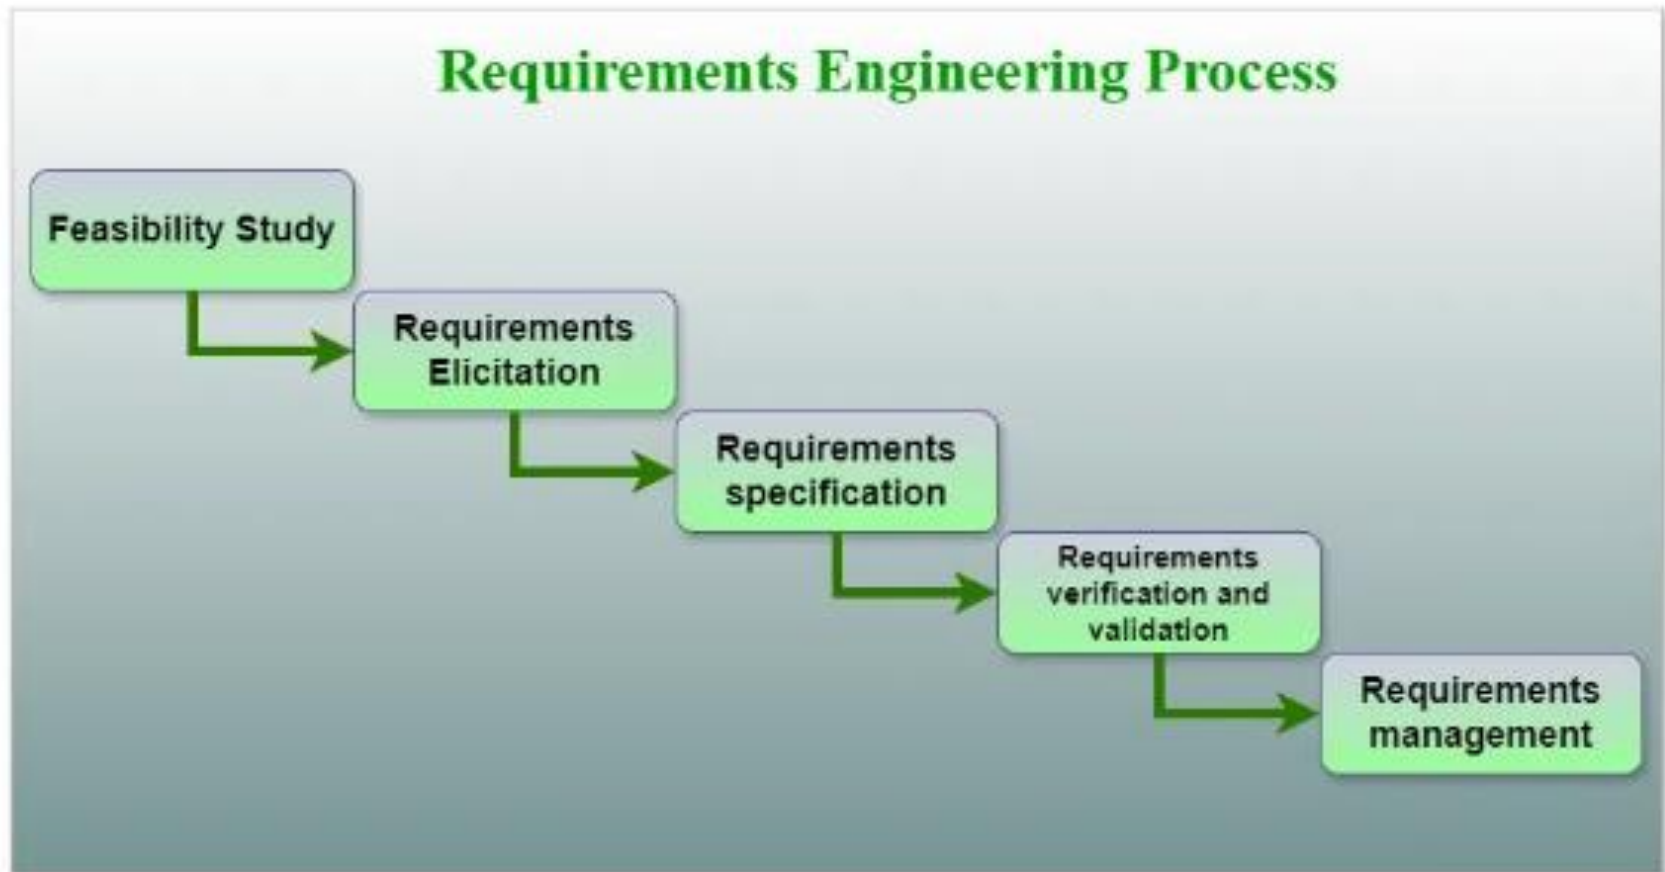 Requirements Engineering Process
Feasibility Study
Requirements
Elicitation
Requirements
specification
Requirements
verification and
validation
Requirements
management